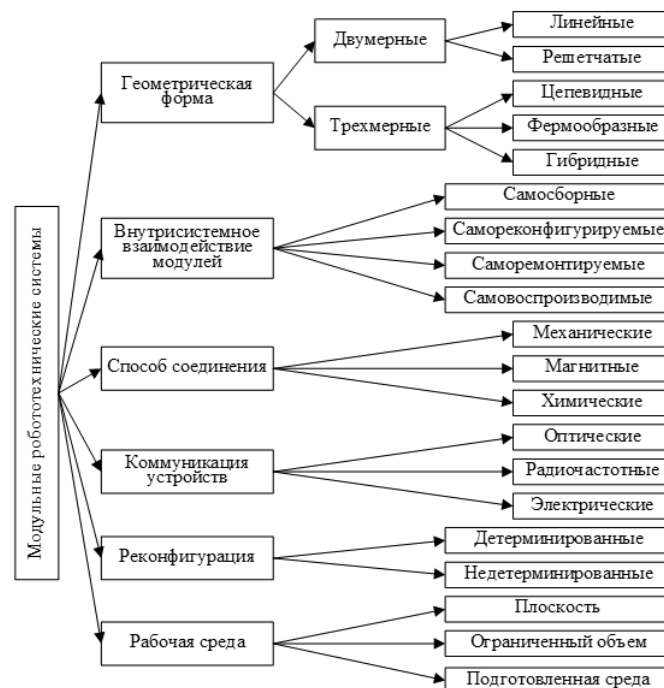 Модульные робототехнические системы
Геометрическая
форма
Двумерные
Линейные
Решетчатые
Трехмерные
Цепевидные
Фермообразные
Гибридные
Внутрисистемное
взаимодействие
модулей
Самосборные
Самореконфигурируемые
Саморемонтируемые
Самовоспроизводимые
Способ соединения
Механические
Магнитные
Химические
Коммуникация
устройств
Оптические
Радиочастотные
Электрические
Реконфигурация
Детерминированные
Недетерминированные
Рабочая среда
Плоскость
Ограниченный объем
Подготовленная среда